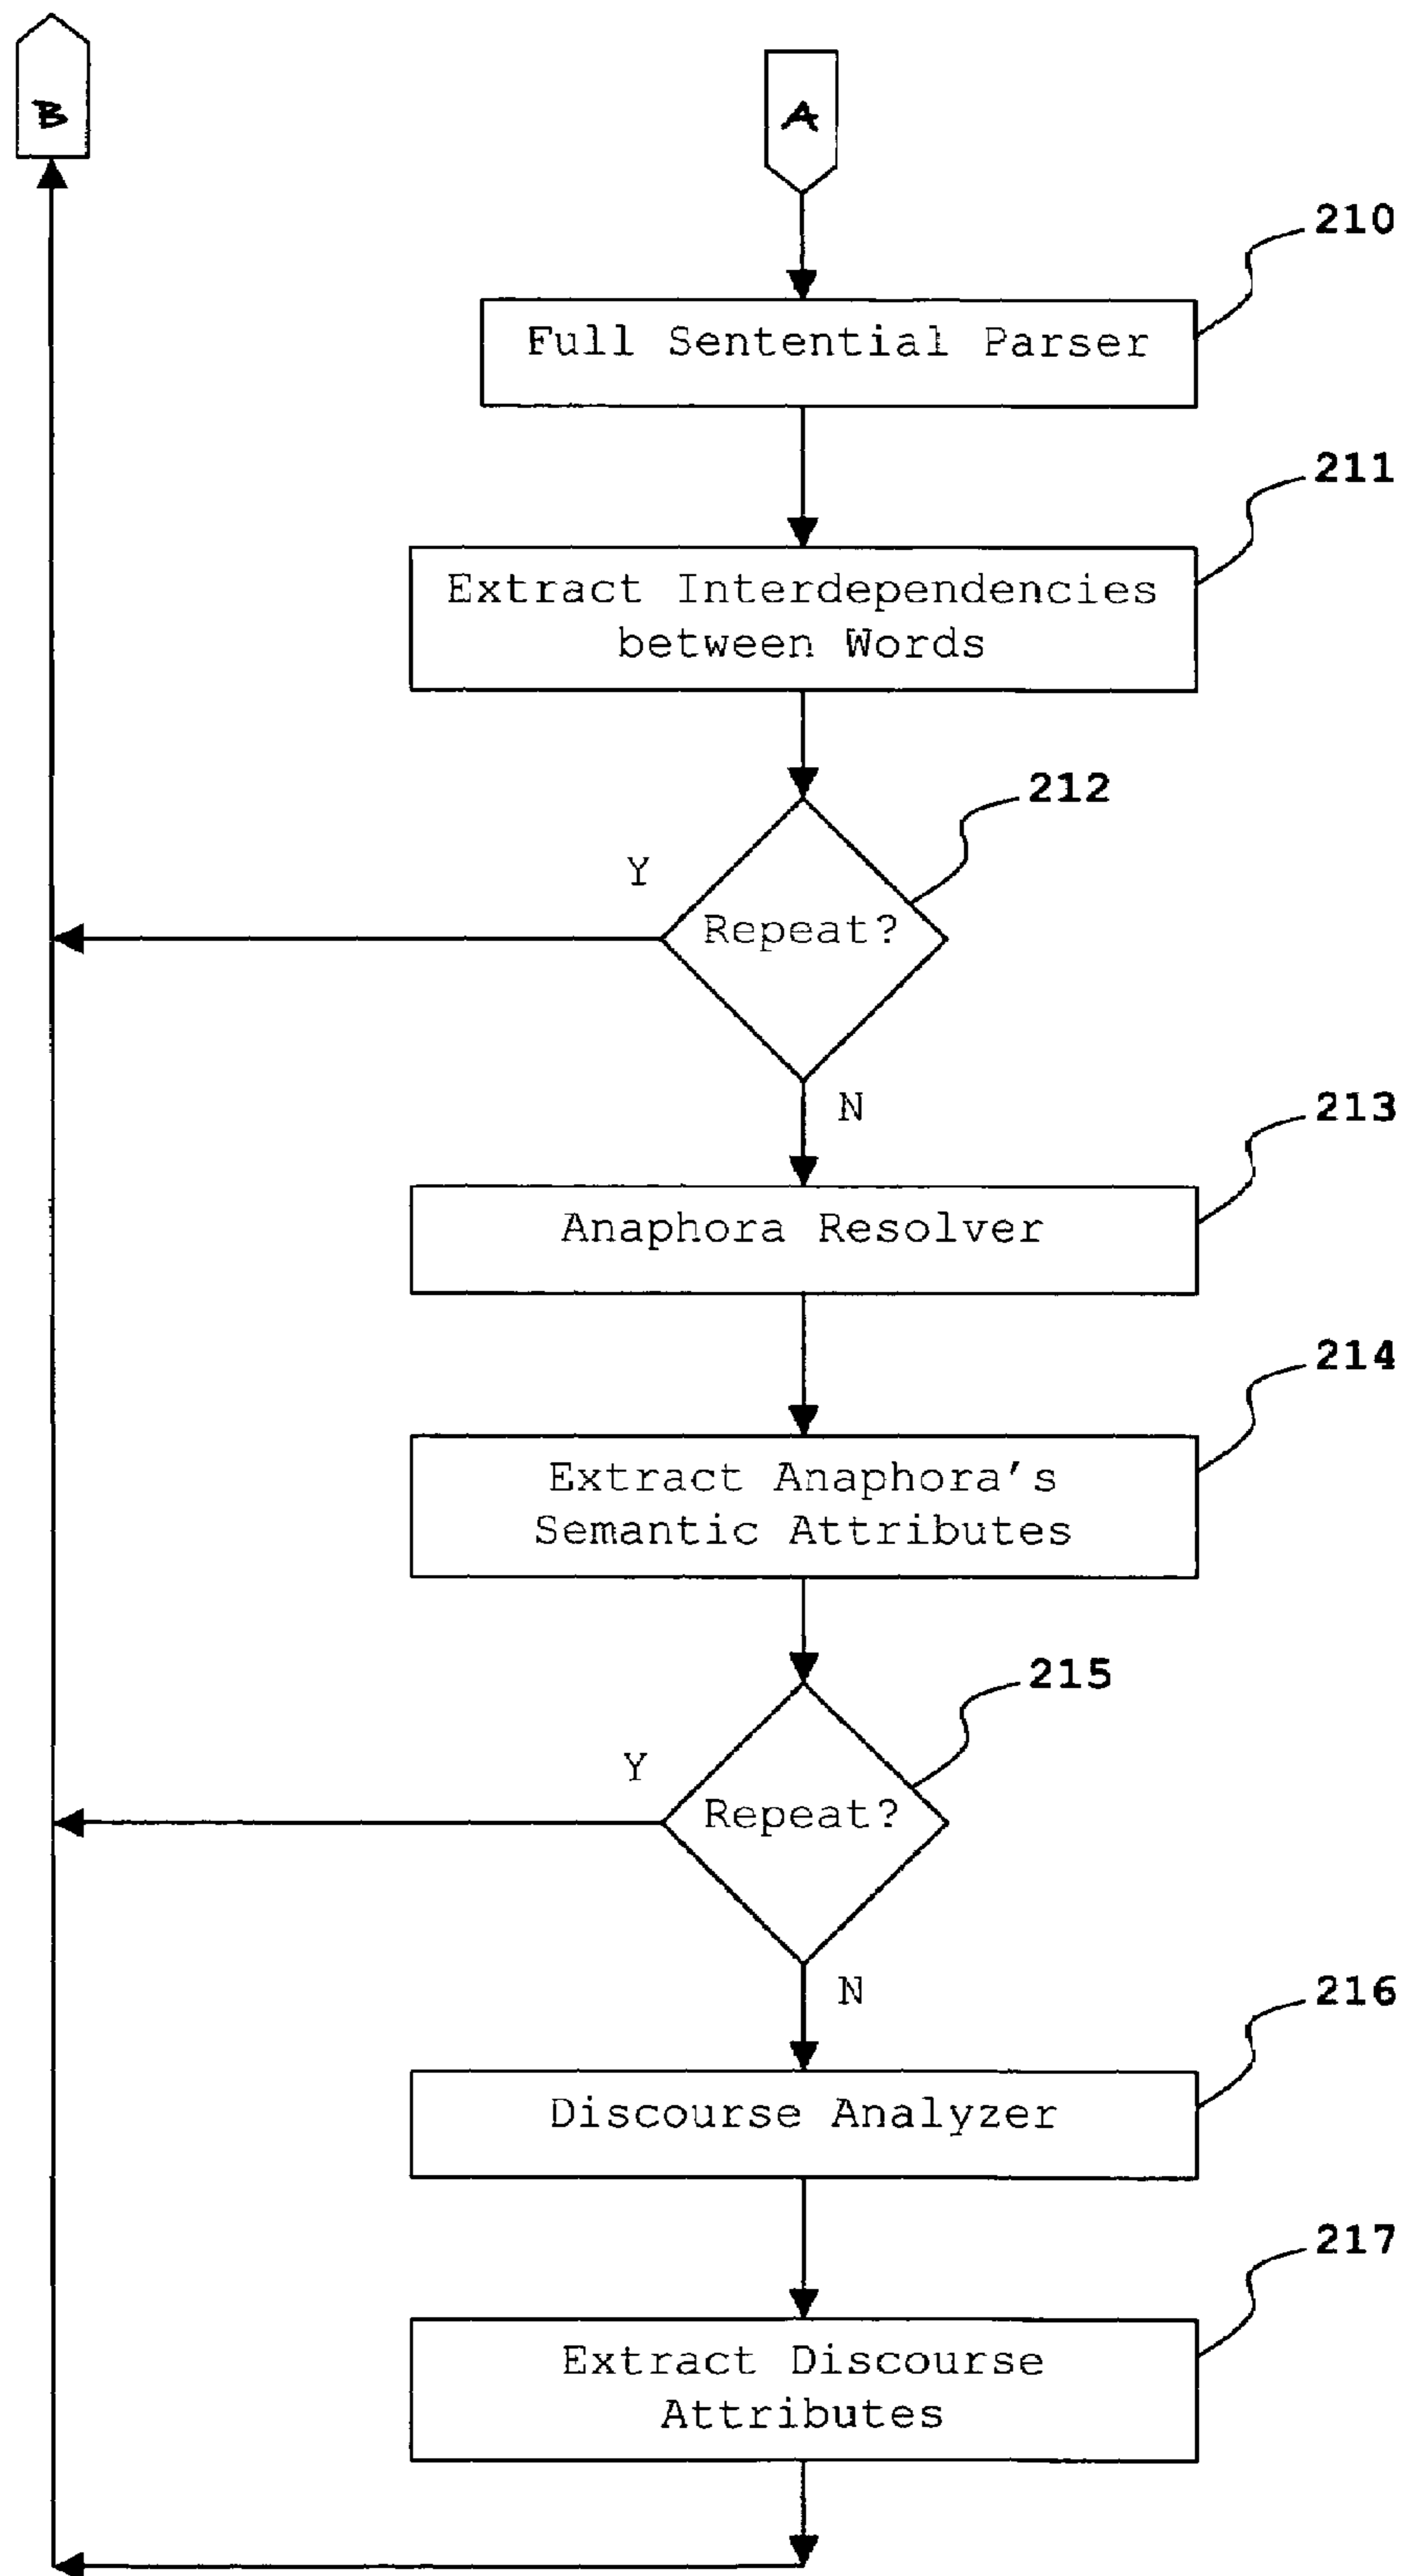 B
A
210
Full Sentential Parser
211
Extract Interdependencies
between Words
212
Y
Repeat?
N
213
Anaphora Resolver
214
Extract Anaphora's
Semantic Attributes
215
Y
Repeat?
N
216
Discourse Analyzer
217
Extract Discourse
Attributes